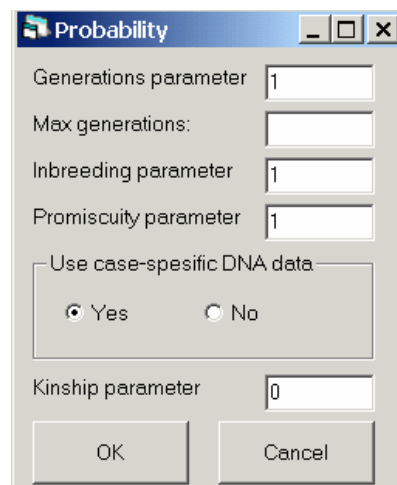 Probability
Generations parameter 1
Max generations:
Inbreeding parameter 1
Promiscuity parameter 1
Use case-spesific DNA data
Yes No
Kinship parameter 0
OK Cancel